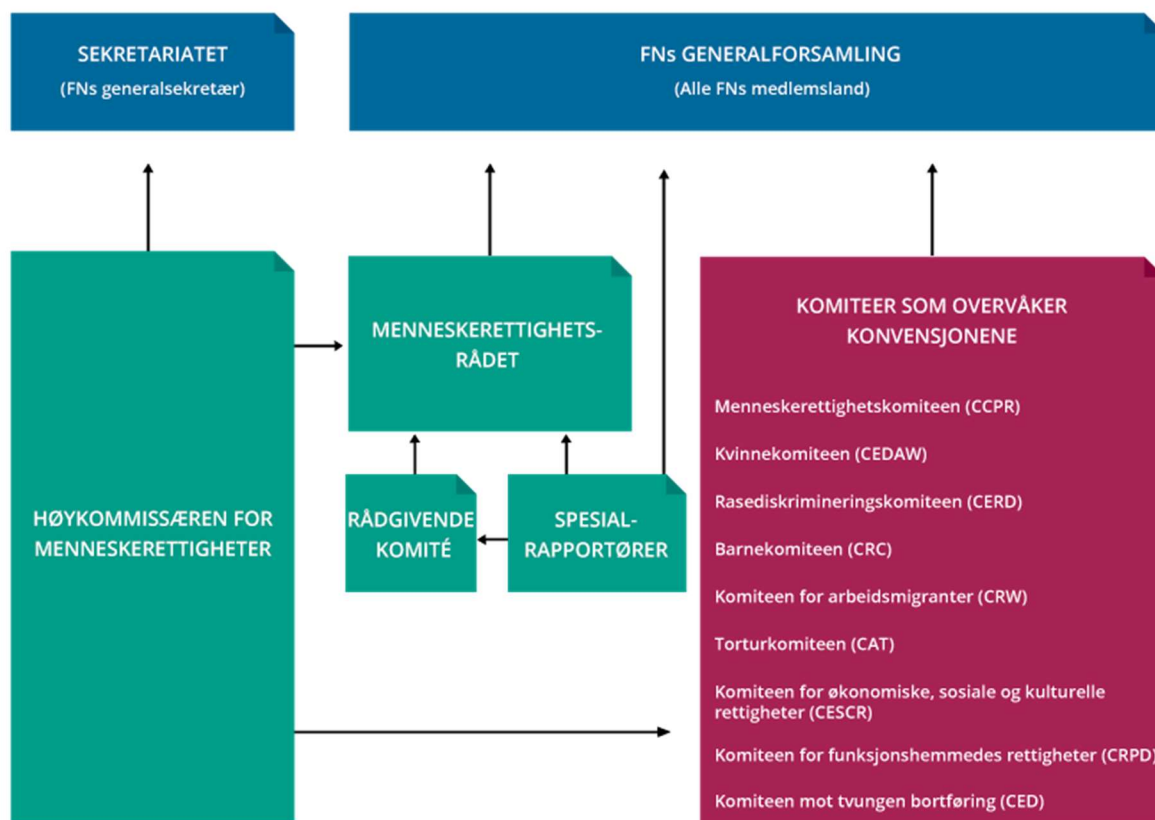 SEKRETARIATET
(FNs generalsekretær)
FNs GENERALFORSAMLING
(Alle FNs medlemsland)
HØYKOMMISSÆREN FOR
MENNESKERETTIGHETER
MENNESKERETTIGHETS-
RÅDET
RÅDGIVENDE
KOMITÉ
SPESIAL-
RAPPORTØRER
KOMITEER SOM OVERVÅKER
KONVENSJONENE
Menneskerettighetskomiteen (CCPR)
Kvinnekomiteen (CEDAW)
Rasediskrimineringskomiteen (CERD)
Barnekomiteen (CRC)
Komiteen for arbeidsmigranter (CRW)
Torturkomiteen (CAT)
Komiteen for økonomiske, sosiale og kulturelle
rettigheter (CESCR)
Komiteen for funksjonshemmedes rettigheter (CRPD)
Komiteen mot tvungen bortføring (CED)